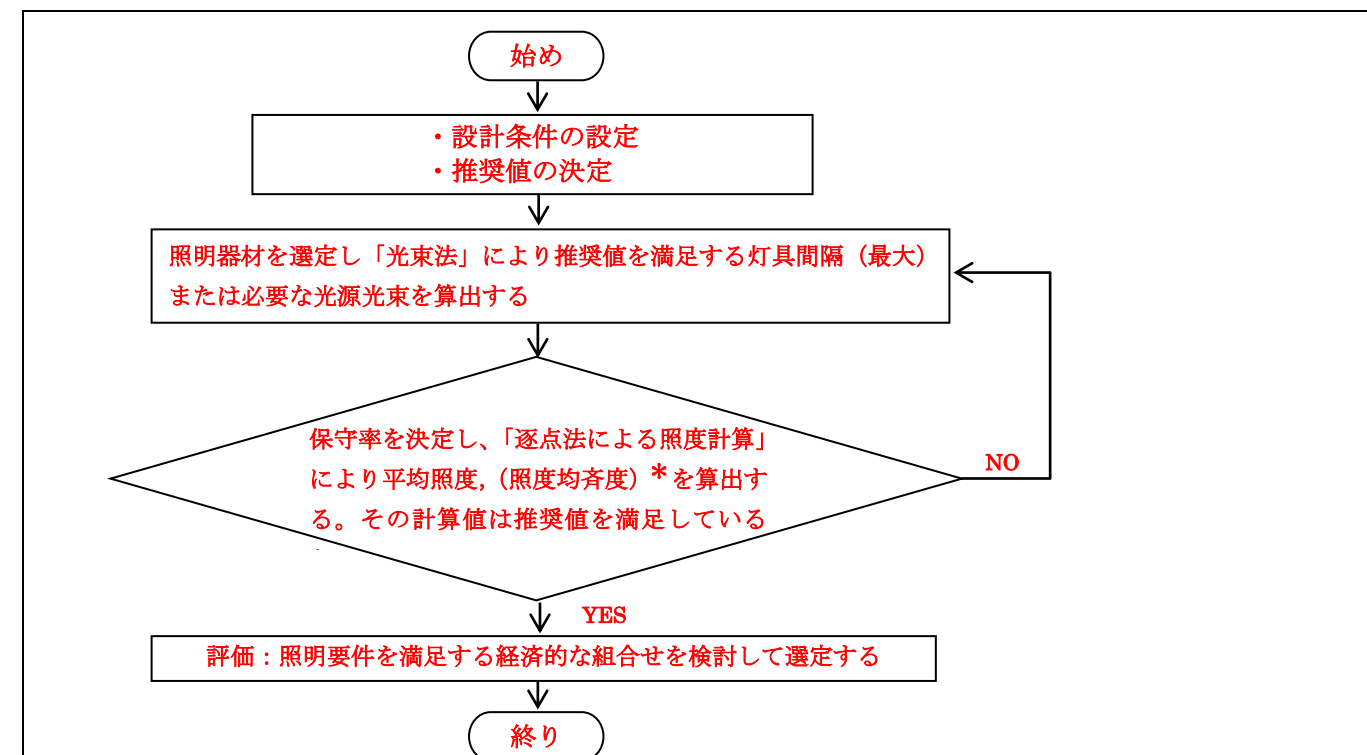 始め
・設計条件の設定
・推奨値の決定
照明器材を選定し「光束法」により推奨値を満足する灯具間隔（最大）
または必要な光源光束を算出する
保守率を決定し、「逐点法による照度計算」
により平均照度,（照度均斉度）*を算出す
る。その計算値は推奨値を満足している
NO
YES
評価：照明要件を満足する経済的な組合せを検討して選定する
終り